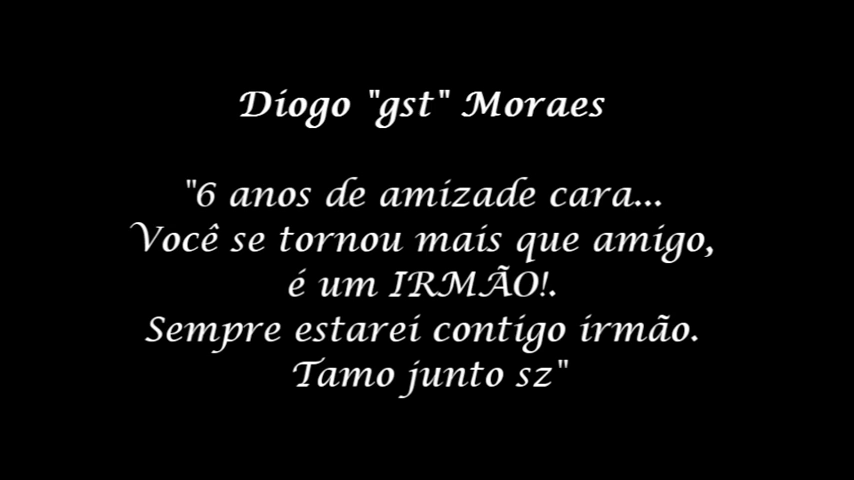 Diogo "gst" Moraes
"6 anos de amizade cara...
Você se tornou mais que amigo,
é um IRMÃO!.
Sempre estarei contigo irmão.
Tamo junto sz"